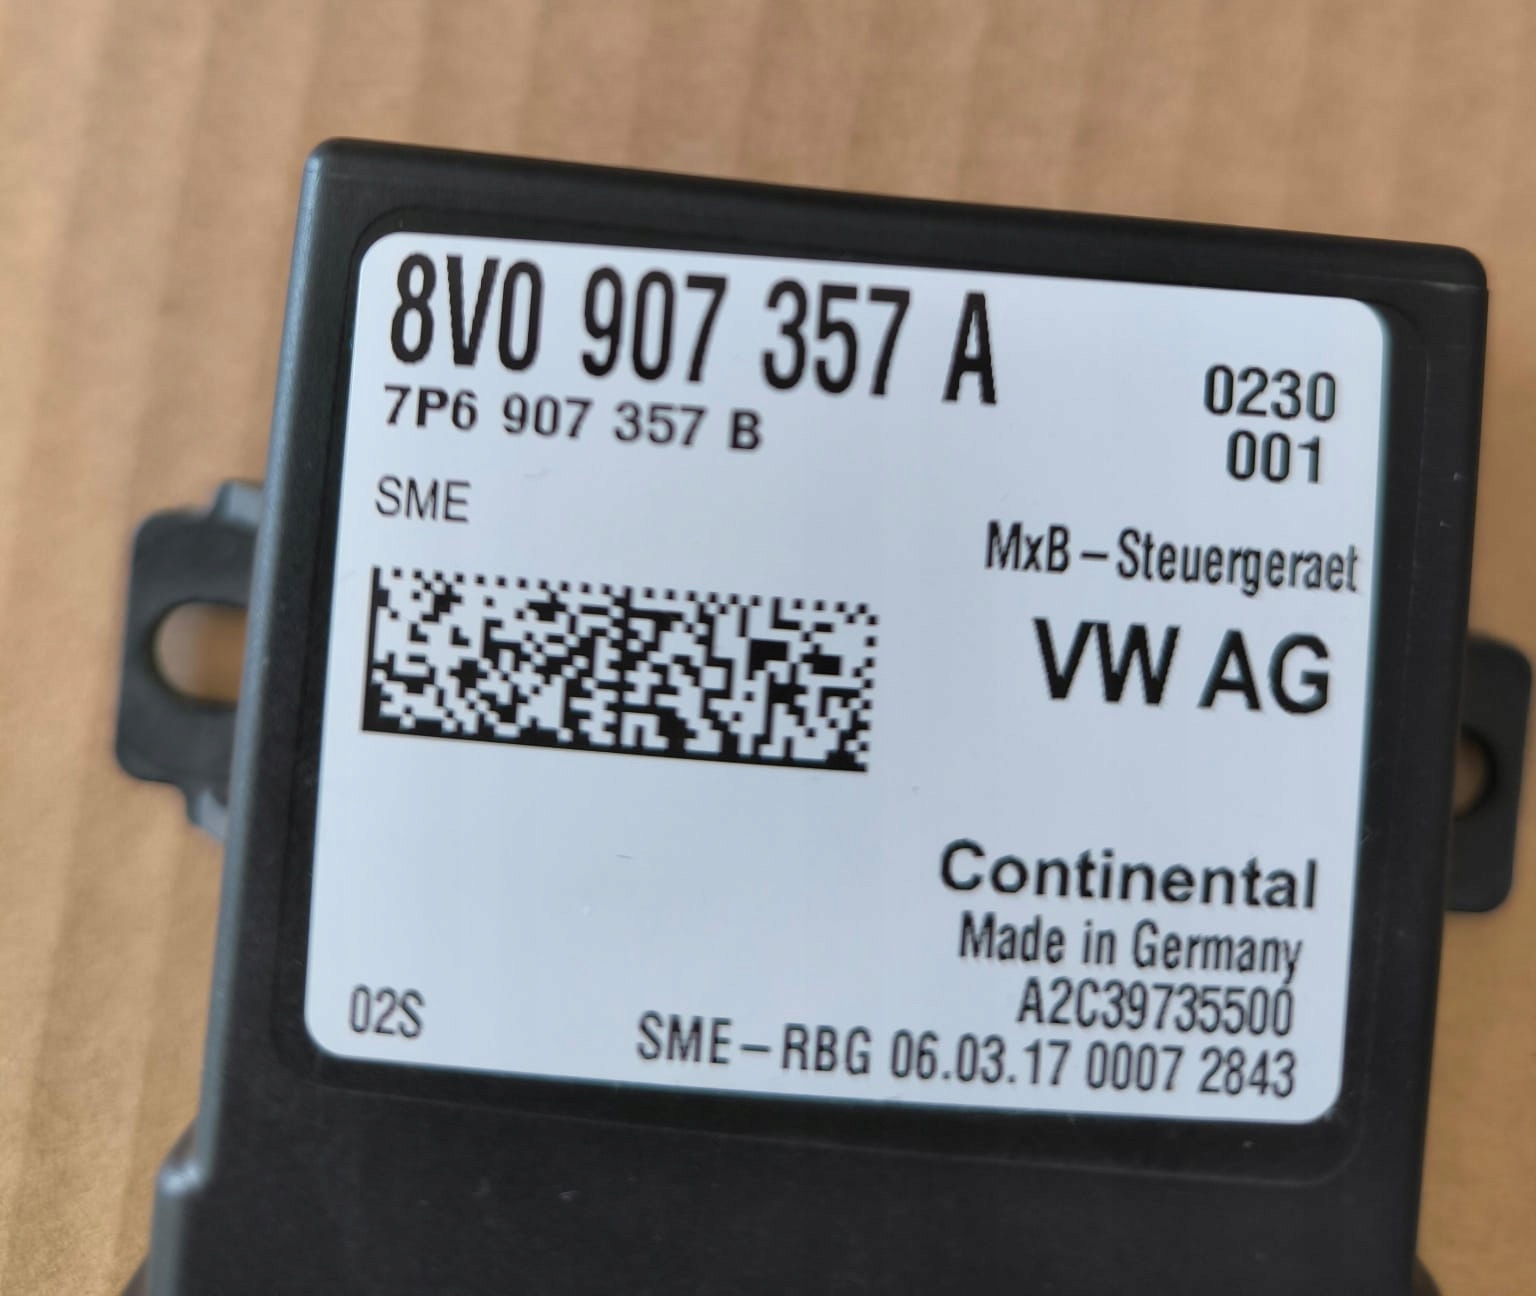 8V0 907 357 A
7P6 907 357 B
0230
001
SME
MxB-Steuergeraet
VW AG
Continental
Made in Germany
A2C39735500
02S
SME-RBG 06.03.17 0007 2843